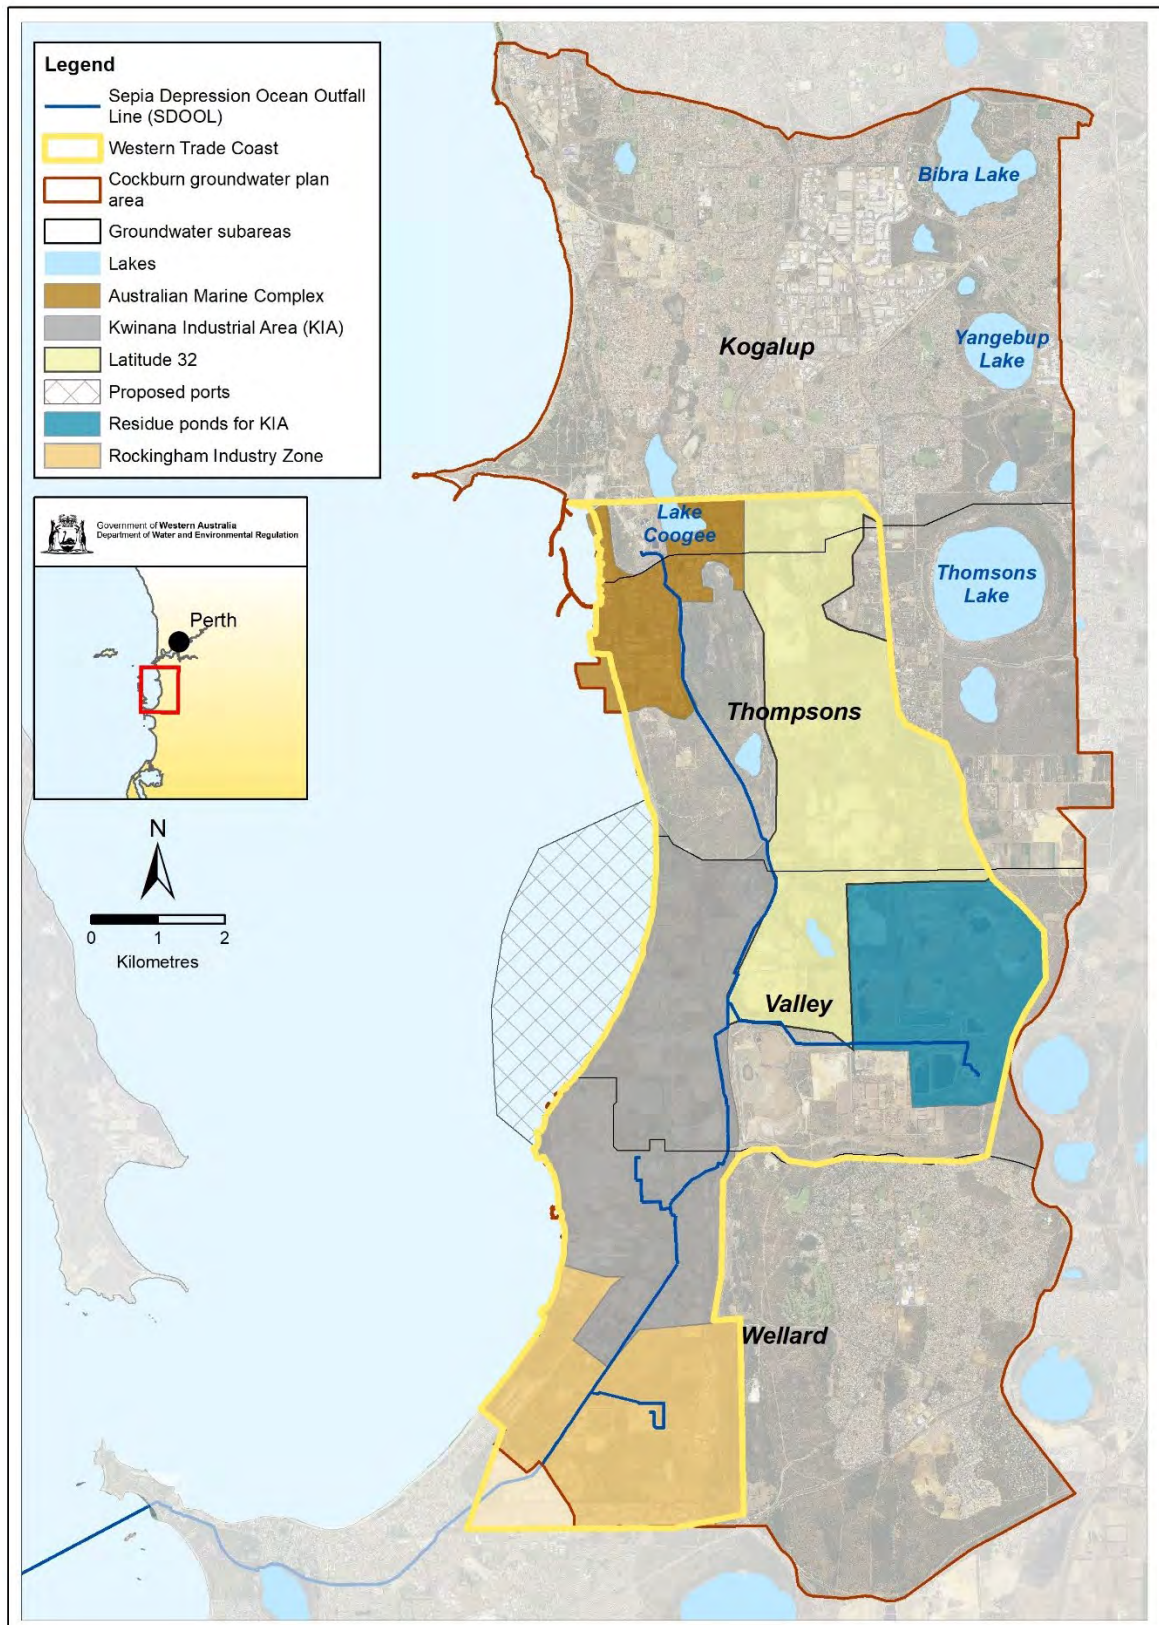 Legend
Sepia Depression Ocean Outfall
Line (SDOOL)
Western Trade Coast
Cockburn groundwater plan
area
Groundwater subareas
Lakes
Australian Marine Complex
Kwinana Industrial Area (KIA)
Latitude 32
Proposed ports
Residue ponds for KIA
Rockingham Industry Zone
Government of Western Australia
Department of Water and Environmental Regulation
Perth
N
0 1 2
Kilometres
Bibra Lake
Kogalup
Yangebup
Lake
Lake
Coogee
Thomsons
Lake
Thompsons
Valley
Wellard